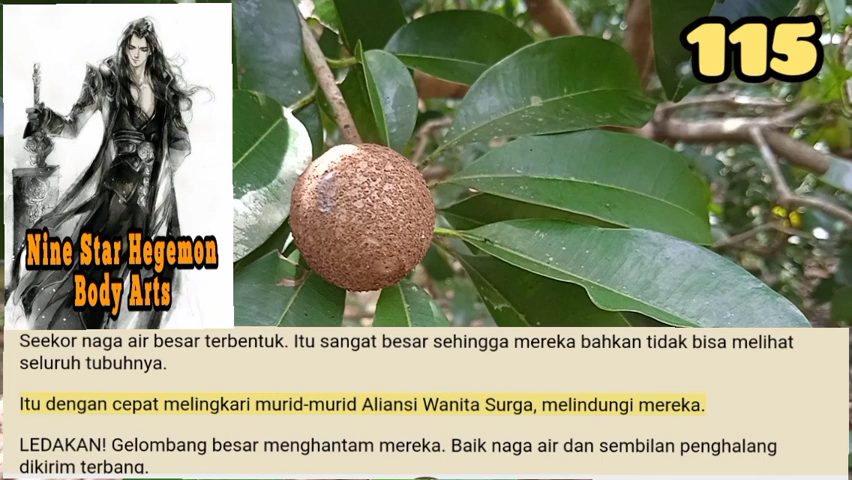 115
Nine Star Hegemon
Body Arts
Seekor naga air besar terbentuk. Itu sangat besar sehingga mereka bahkan tidak bisa melihat
seluruh tubuhnya.
Itu dengan cepat melingkari murid-murid Aliansi Wanita Surga, melindungi mereka.
LEDAKAN! Gelombang besar menghantam mereka. Baik naga air dan sembilan penghalang
dikirim terbang.